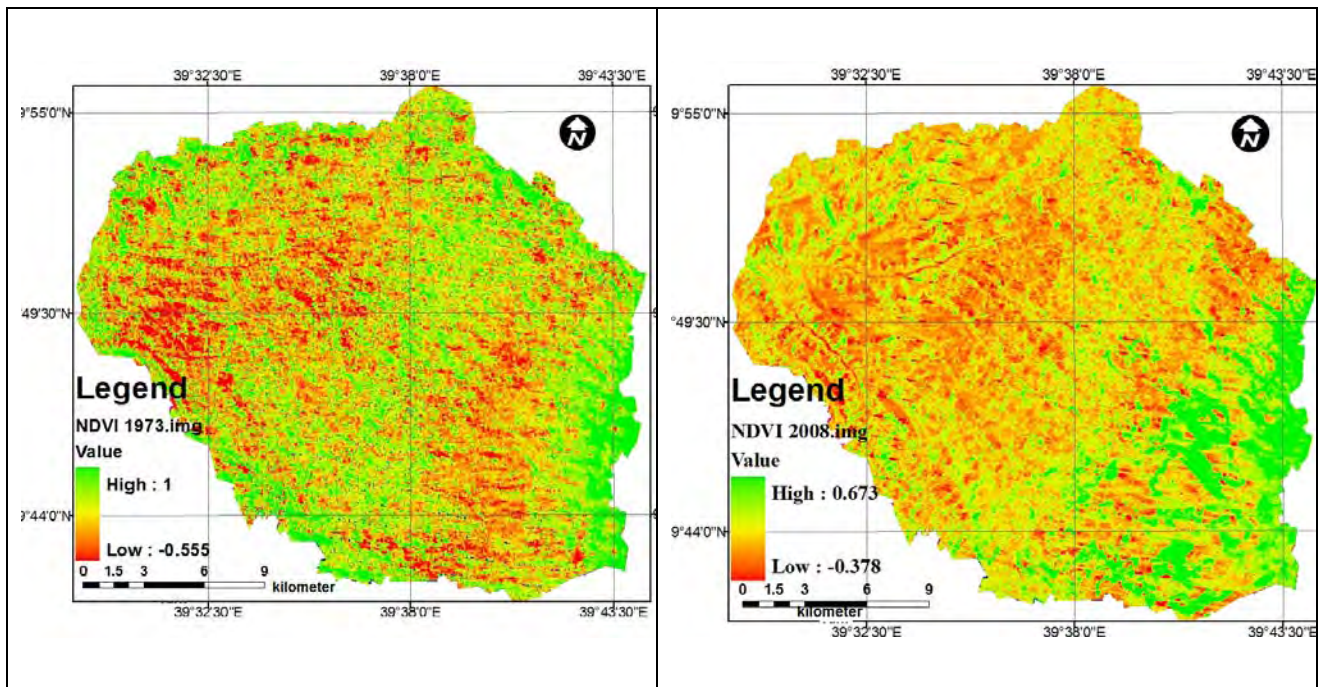 39°32'30"E 39°38'0"E 39°43'30"E
9°55'0"N
N
°49'30"N
Legend
NDVI 1973.img
Value
High : 1
Low : -0.555
9°44'0"N
0 1.5 3 6 9
kilometer
39°32'30"E 39°38'0"E 39°43'30"E
39°32'30"E 39°38'0"E 39°43'30"E
9°55'0"N
N
°49'30"N
Legend
NDVI 2008.img
Value
High : 0.673
Low : -0.378
9°44'0"N
0 1.5 3 6 9
kilometer
39°32'30"E 39°38'0"E 39°43'30"E